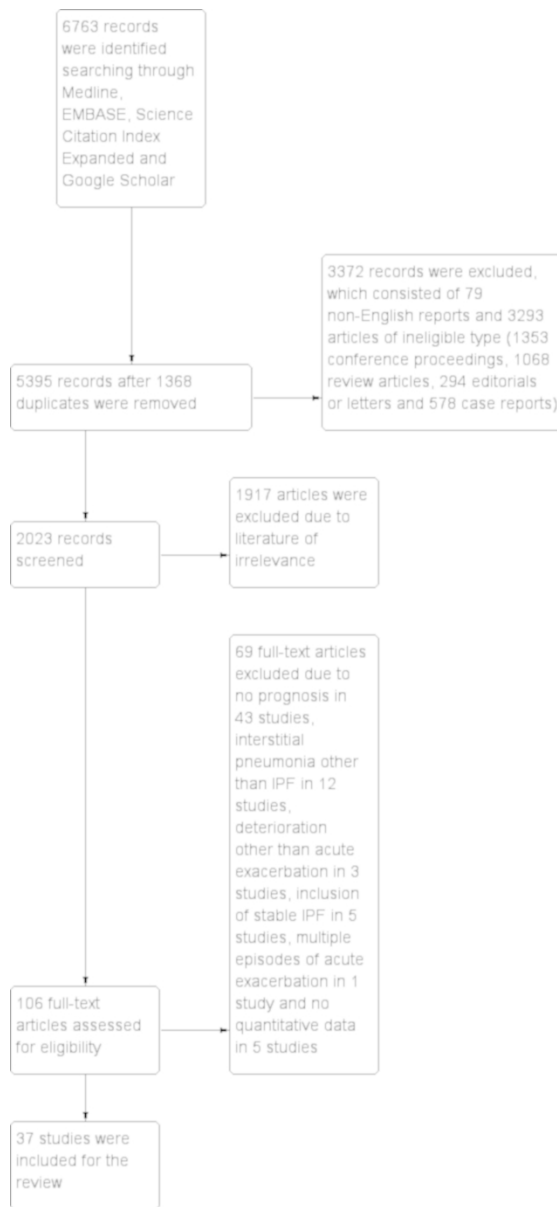 6763 records
were identified
searching through
Medline,
EMBASE, Science
Citation Index
Expanded and
Google Scholar
3372 records were excluded,
which consisted of 79
non-English reports and 3293
articles of ineligible type (1353
conference proceedings, 1068
review articles, 294 editorials
or letters and 578 case reports)
5395 records after 1368
duplicates were removed
1917 articles were
excluded due to
literature of
irrelevance
2023 records
screened
69 full-text articles
excluded due to
no prognosis in
43 studies,
interstitial
pneumonia other
than IPF in 12
studies,
deterioration
other than acute
exacerbation in 3
studies, inclusion
of stable IPF in 5
studies, multiple
episodes of acute
exacerbation in 1
study and no
quantitative data
in 5 studies
106 full-text
articles assessed
for eligibility
37 studies were
included for the
review